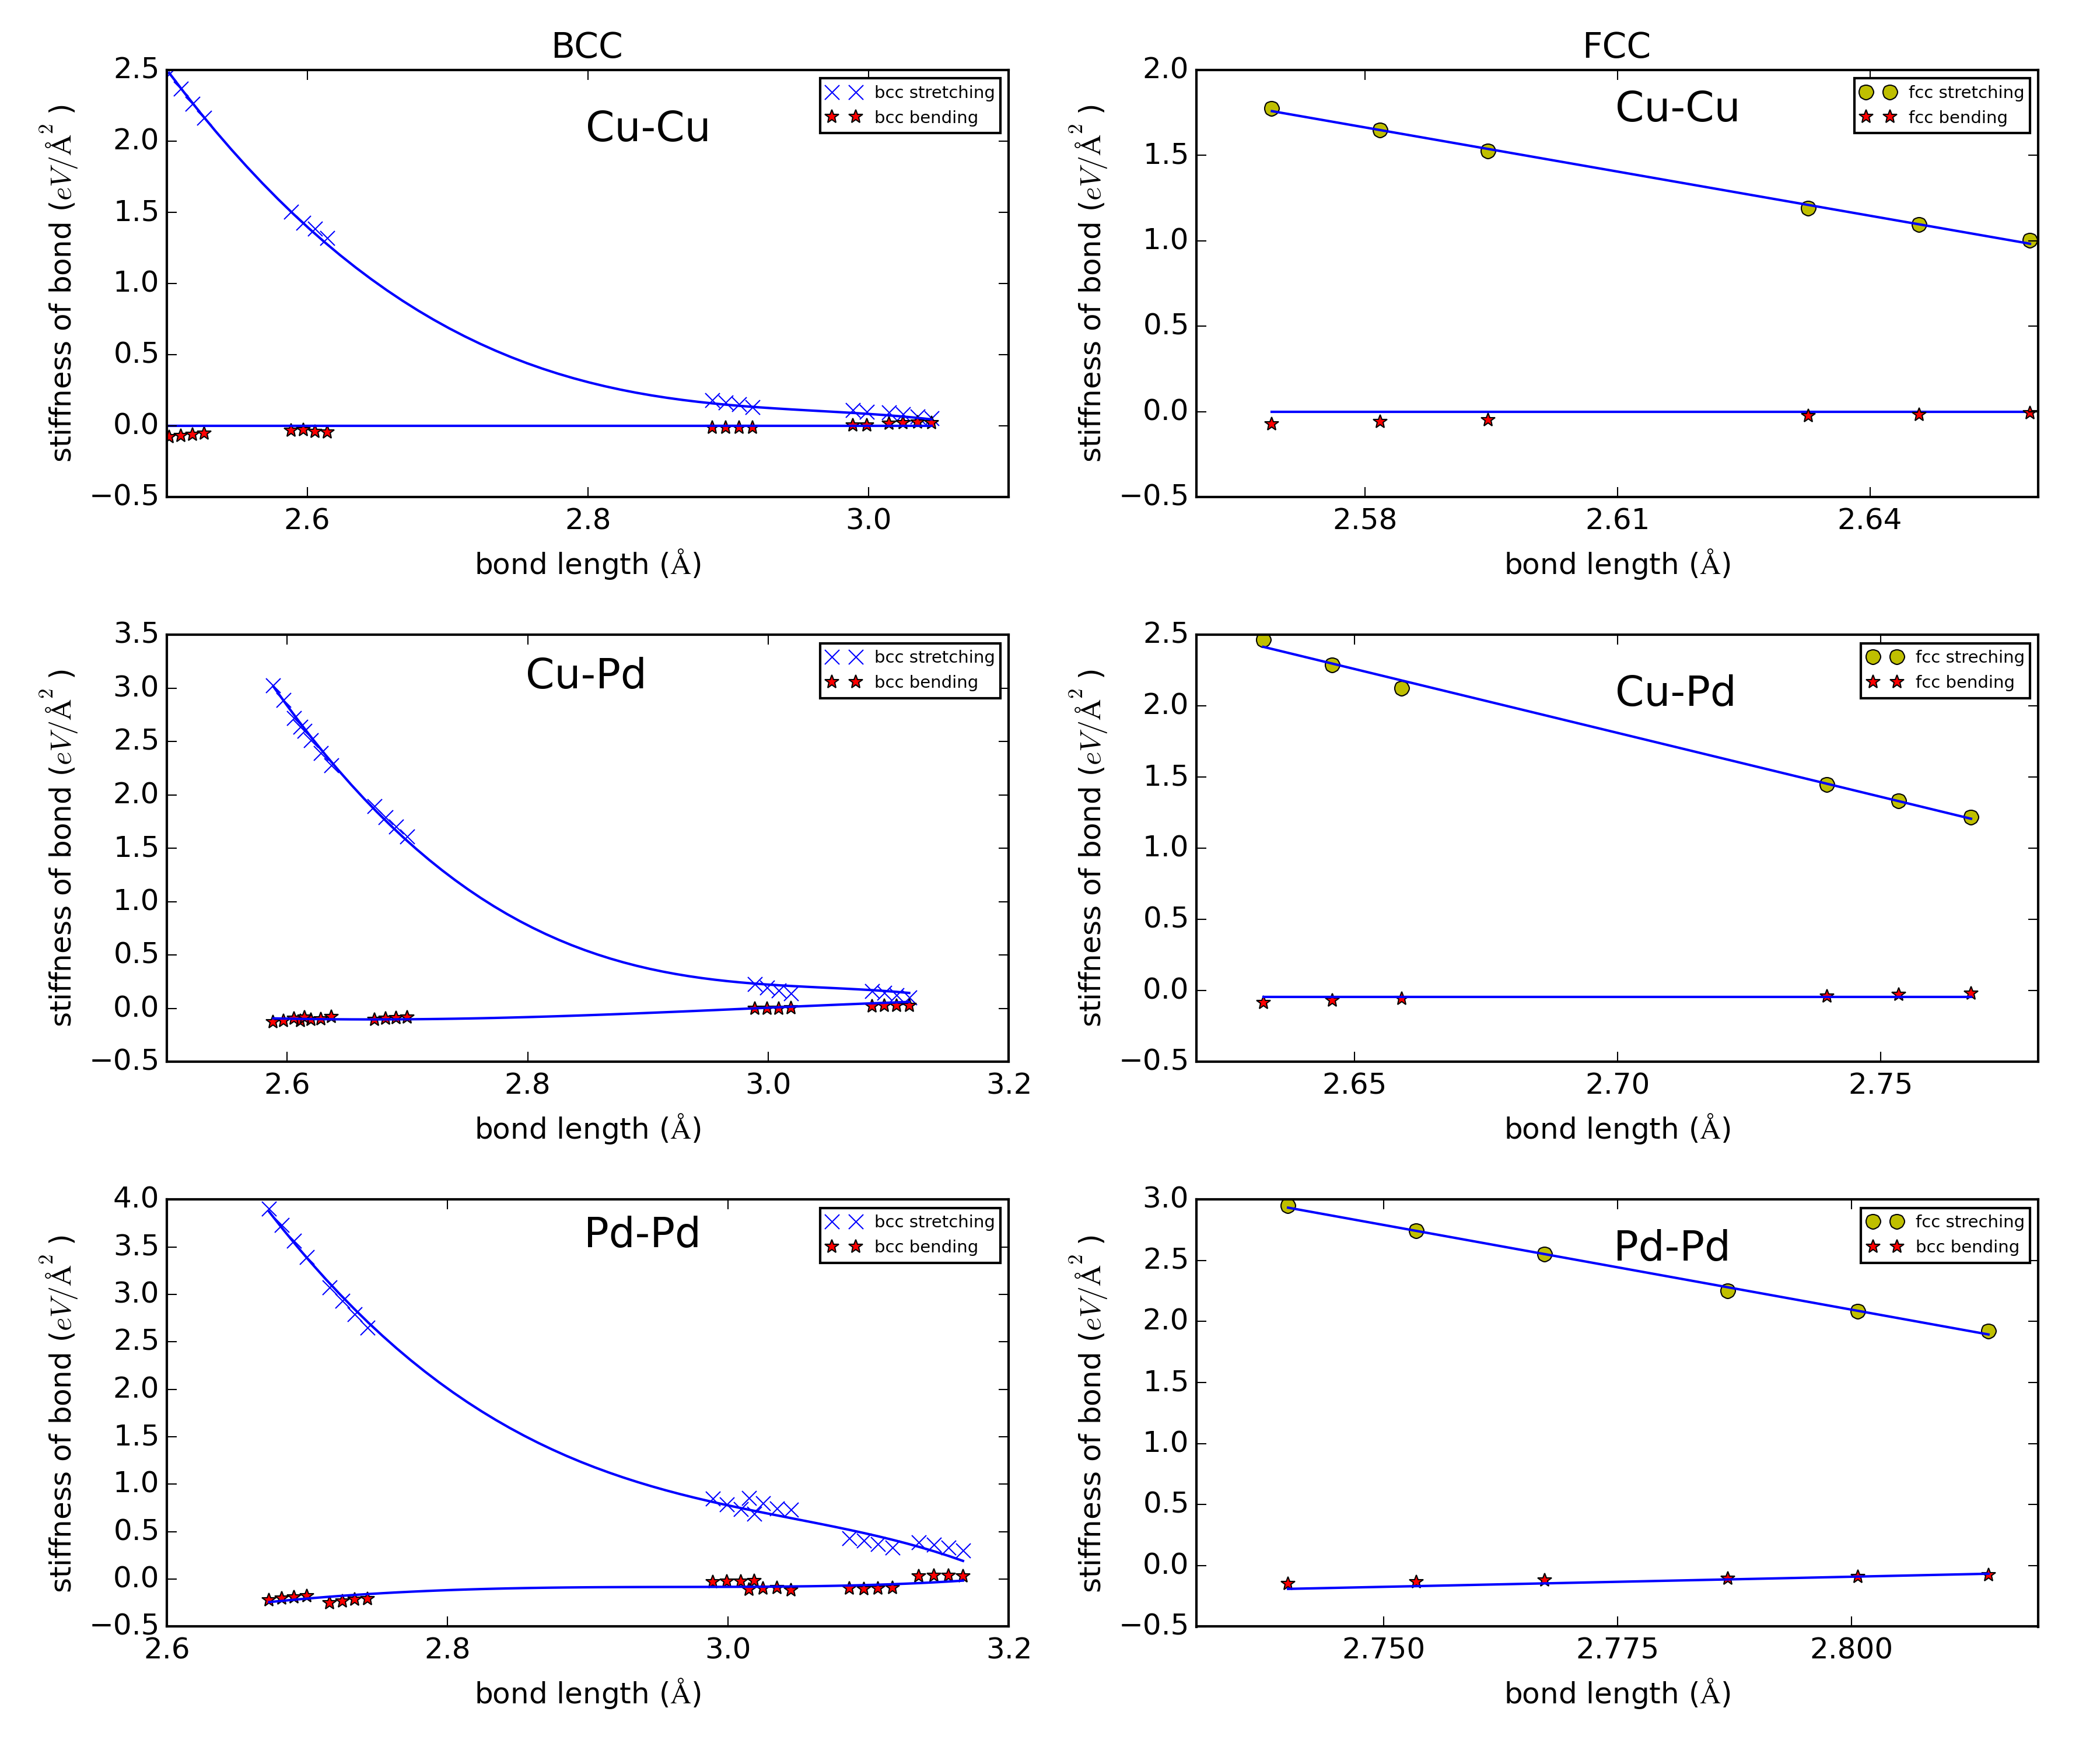 BCC
2.5
2.0
1.5
1.0
0.5
0.0
−0.5
stiffness of bond (eV/Å2 )
Cu-Cu
bcc stretching
bcc bending
2.6 2.8 3.0
bond length (Å)
FCC
2.0
1.5
1.0
0.5
0.0
−0.5
stiffness of bond (eV/Å2 )
Cu-Cu
fcc stretching
fcc bending
2.58 2.61 2.64
bond length (Å)
3.5
3.0
2.5
2.0
1.5
1.0
0.5
0.0
−0.5
stiffness of bond (eV/Å2 )
Cu-Pd
bcc stretching
bcc bending
2.6 2.8 3.0 3.2
bond length (Å)
2.5
2.0
1.5
1.0
0.5
0.0
−0.5
stiffness of bond (eV/Å2 )
Cu-Pd
fcc streching
fcc bending
2.65 2.70 2.75
bond length (Å)
4.0
3.5
3.0
2.5
2.0
1.5
1.0
0.5
0.0
−0.5
stiffness of bond (eV/Å2 )
Pd-Pd
bcc stretching
bcc bending
2.6 2.8 3.0 3.2
bond length (Å)
3.0
2.5
2.0
1.5
1.0
0.5
0.0
−0.5
stiffness of bond (eV/Å2 )
Pd-Pd
fcc streching
bcc bending
2.750 2.775 2.800
bond length (Å)